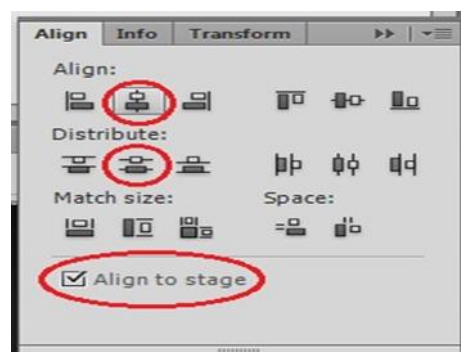 Align Info Transform
Align:
Distribute:
Match size: Space:
Align to stage